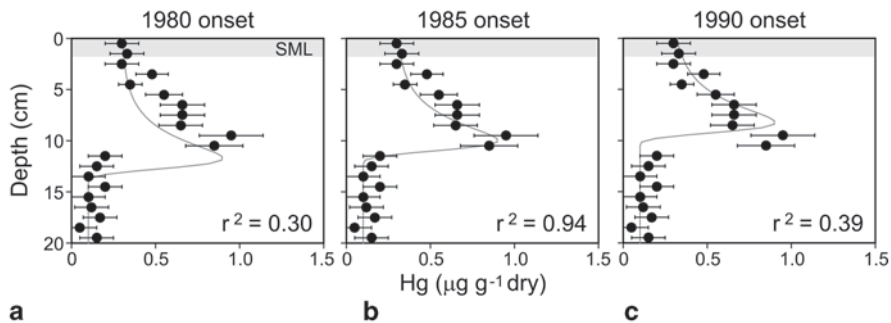 1980 onset 1985 onset 1990 onset
0 SML
5
10
15
20
Depth (cm)
r² = 0.30 r² = 0.94 r² = 0.39
0 0.5 1.0 1.5 0 0.5 1.0 1.5 0 0.5 1.0 1.5
Hg (µg g⁻¹ dry)
a b c